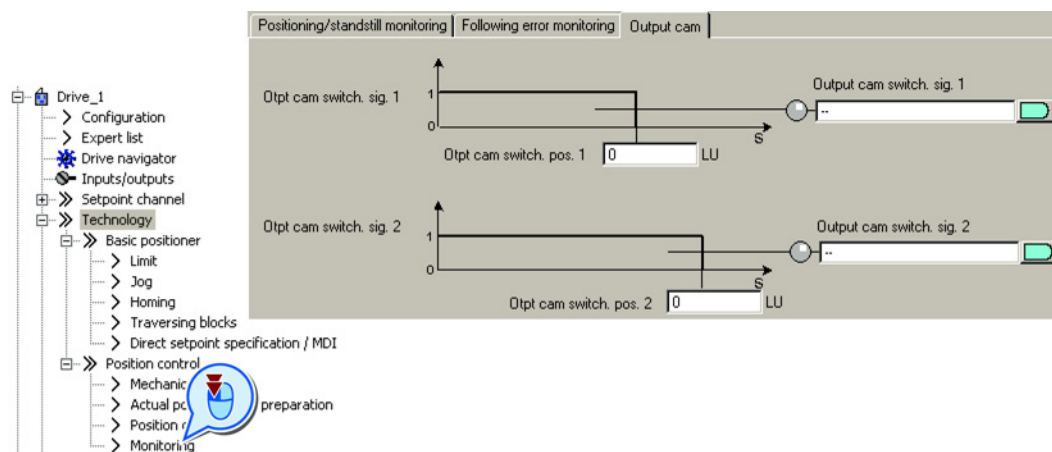 Positioning/standstill monitoring
Following error monitoring
Output cam
Otpt cam switch. sig. 1
1
0
S
Otpt cam switch. pos. 1
0
LU
Output cam switch. sig. 1
--
Otpt cam switch. sig. 2
1
0
S
Otpt cam switch. pos. 2
0
LU
Output cam switch. sig. 2
--
Drive_1
Configuration
Expert list
Drive navigator
Inputs/outputs
Setpoint channel
Technology
Basic positioner
Limit
Jog
Homing
Traversing blocks
Direct setpoint specification / MDI
Position control
Mechanic
Actual po preparation
Position
Monitoring